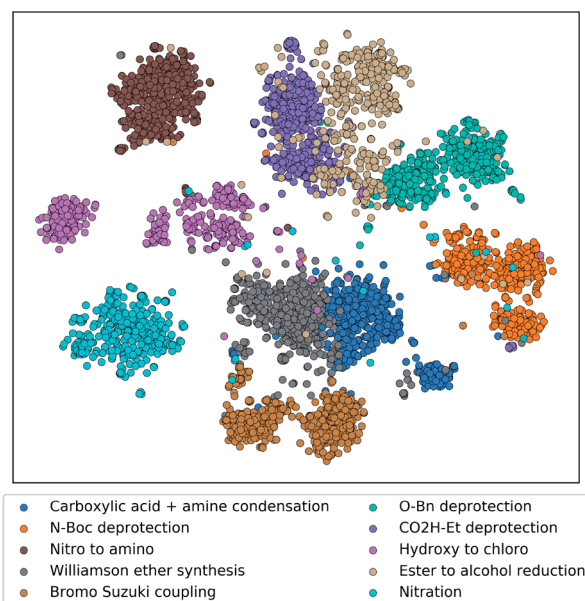 Carboxylic acid + amine condensation
N-Boc deprotection
Nitro to amino
Williamson ether synthesis
Bromo Suzuki coupling
O-Bn deprotection
CO2H-Et deprotection
Hydroxy to chloro
Ester to alcohol reduction
Nitration